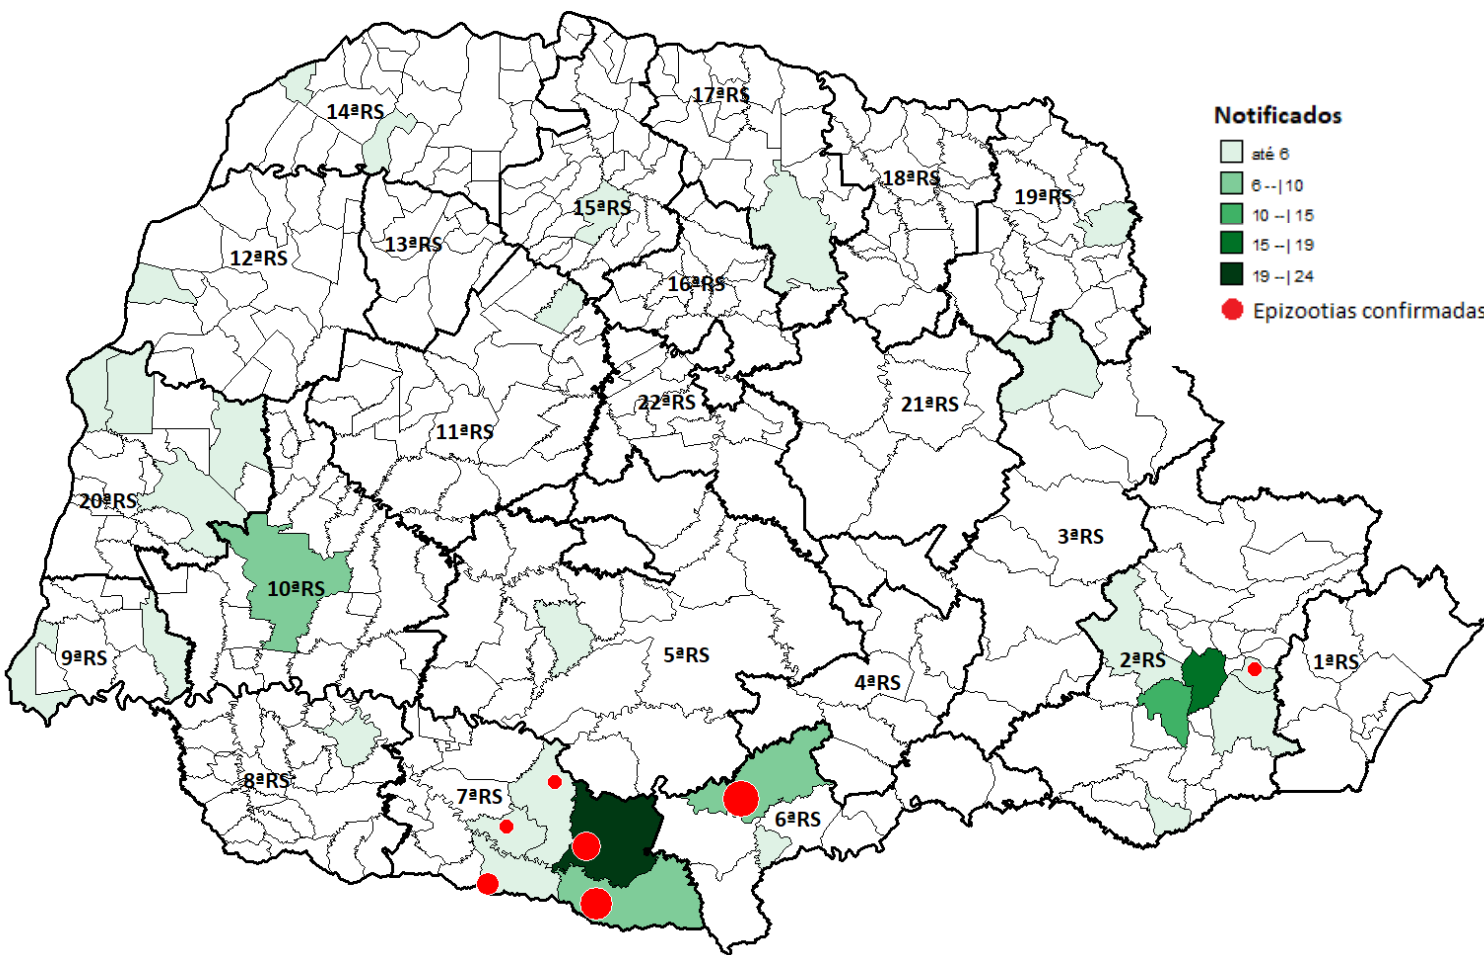 17ªRS
14ªRS
Notificados
até 6
18ªRS
6 --| 10
19ªRS
15ªRS
10 --| 15
13ªRS
15 --| 19
12ªRS
19 --| 24
16ªRS
Epizootias confirmadas
22ªRS
21ªRS
11ªRS
20ªRS
3ªRS
10ªRS
9ªRS
5ªRS
2ªRS
1ªRS
4ªRS
8ªRS
7ªRS
6ªRS